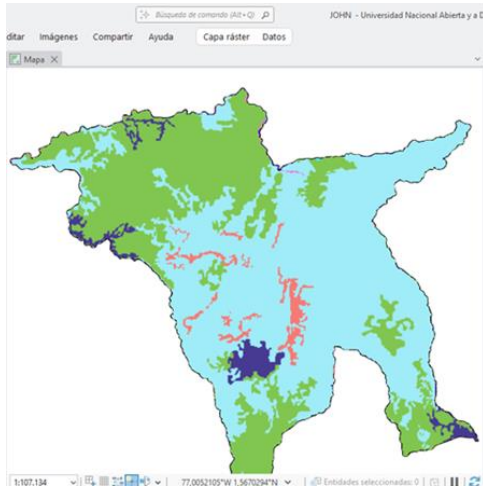 Búsqueda de comando (Alt+Q)
JOHN - Universidad Nacional Abierta y a D
ditar Imágenes Compartir Ayuda Capa ráster Datos
Mapa
1:107.134 77,0052105°W 1,5670294°N Entidades seleccionadas: 0